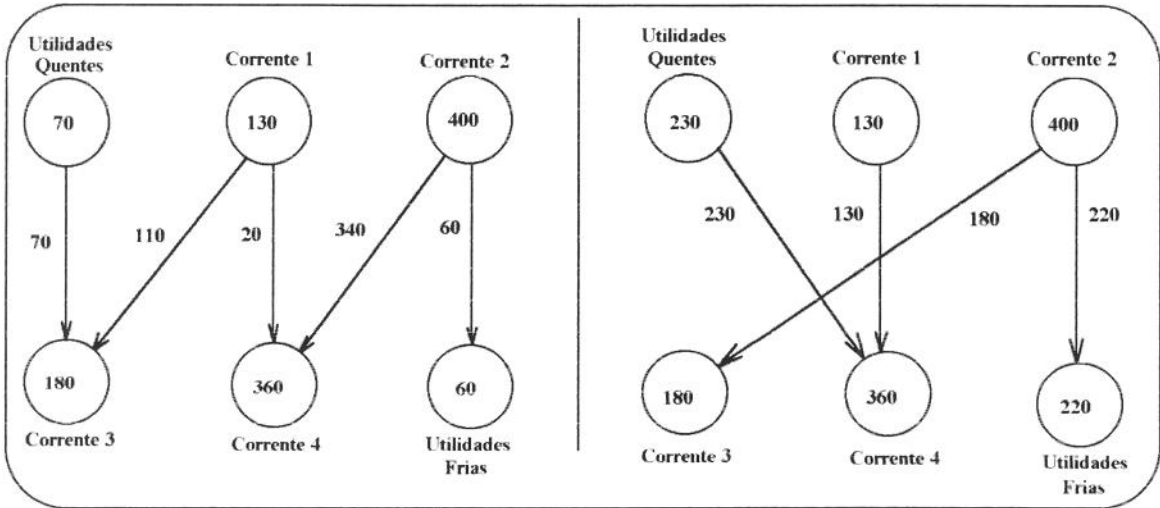 Utilidades
Quentes
Corrente 1
Corrente 2
70
130
400
70
110
20
340
60
180
360
60
Corrente 3
Corrente 4
Utilidades
Frias
Utilidades
Quentes
Corrente 1
Corrente 2
230
130
400
230
130
180
220
180
360
220
Corrente 3
Corrente 4
Utilidades
Frias